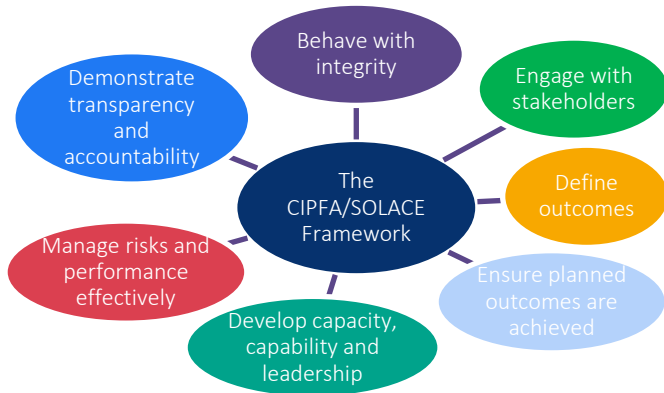 Behave with
integrity
Engage with
stakeholders
Define
outcomes
Ensure planned
outcomes are
achieved
Develop capacity,
capability and
leadership
Manage risks and
performance
effectively
Demonstrate
transparency
and
accountability
The
CIPFA/SOLACE
Framework